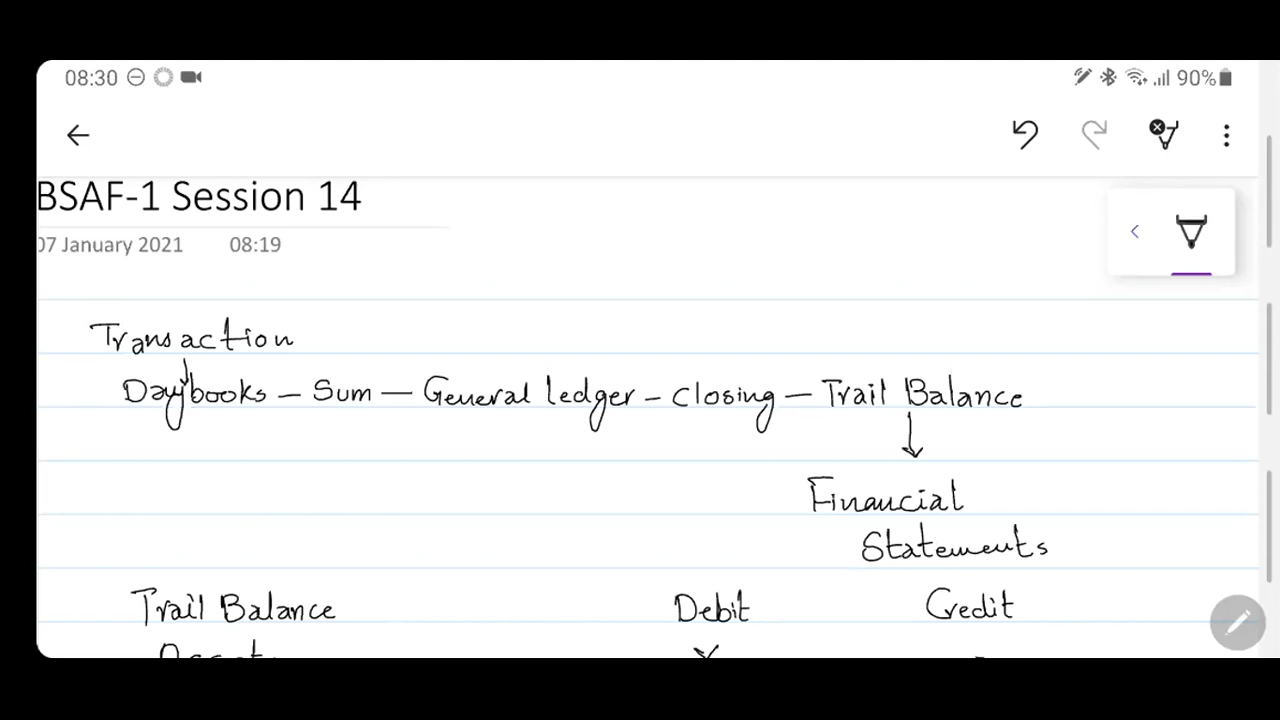 08:30 90%
BSAF-1 Session 14
07 January 2021 08:19
Transaction
Daybooks – Sum – General ledger – closing – Trail Balance
Financial
Statements
Trail Balance Debit Credit